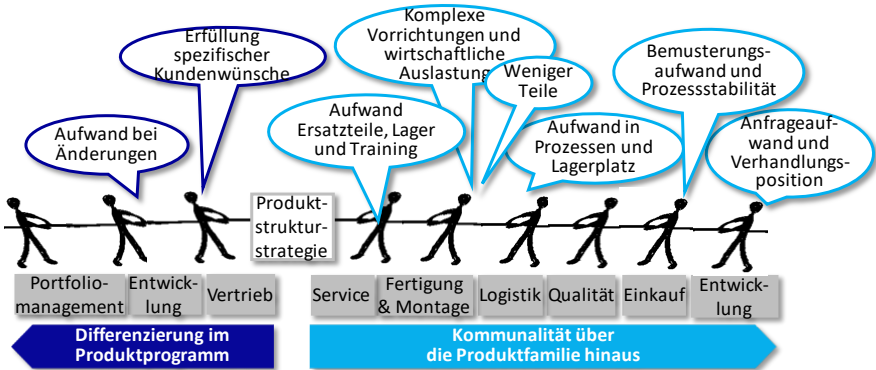 Erfüllung
spezifischer
Kundenwünsche
Aufwand bei
Änderungen
Komplexe
Vorrichtungen und
wirtschaftliche
Auslastung
Weniger
Teile
Aufwand
Ersatzteile, Lager
und Training
Aufwand in
Prozessen und
Lagerplatz
Bemusterungs-
aufwand und
Prozessstabilität
Anfrageauf-
wand und
Verhandlungs-
position
Produkt-
struktur-
strategie
Portfolio-
management
Entwick-
lung
Vertrieb
Service
Fertigung
& Montage
Logistik
Qualität
Einkauf
Entwick-
lung
Differenzierung im
Produktprogramm
Kommunalität über
die Produktfamilie hinaus